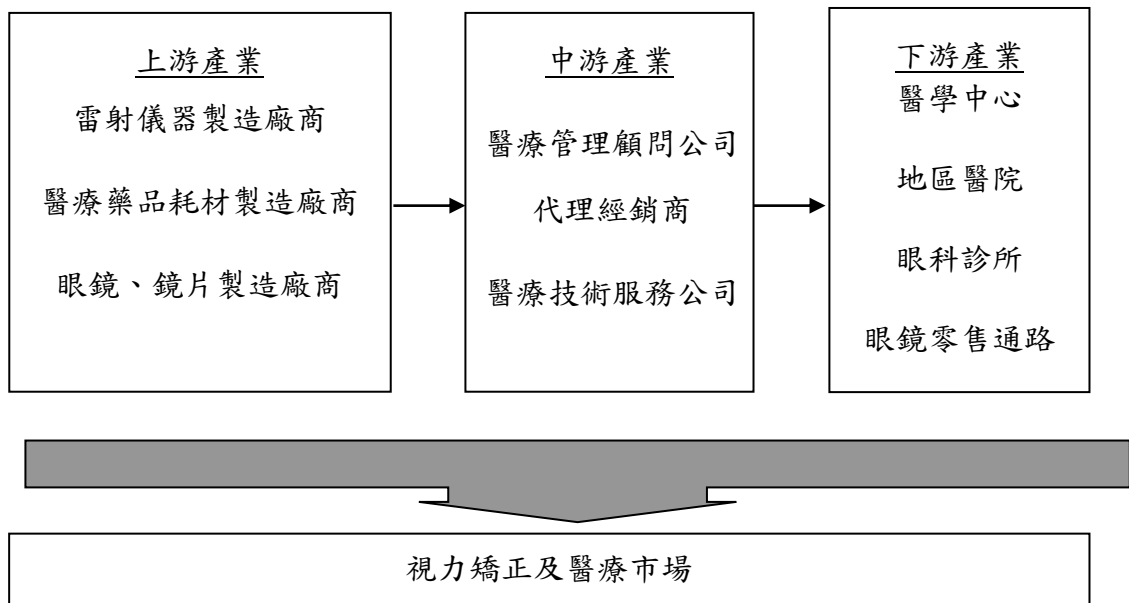 上游產業
雷射儀器製造廠商
醫療藥品耗材製造廠商
眼鏡、鏡片製造廠商
中游產業
醫療管理顧問公司
代理經銷商
醫療技術服務公司
下游產業
醫學中心
地區醫院
眼科診所
眼鏡零售通路
視力矯正及醫療市場